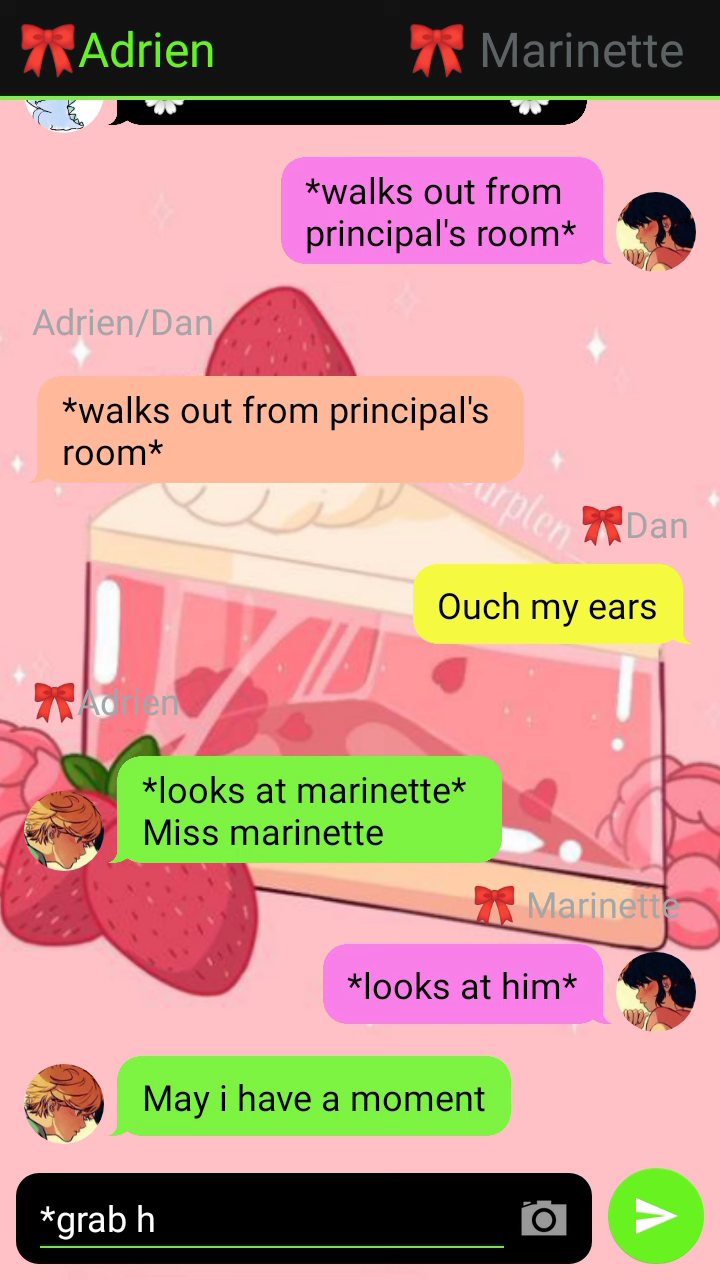 🎀Adrien
🎀 Marinette
*walks out from
principal's room*
Adrien/Dan
*walks out from principal's
room*
🎀Dan
Ouch my ears
🎀Adrien
*looks at marinette*
Miss marinette
🎀 Marinette
*looks at him*
May i have a moment
*grab h